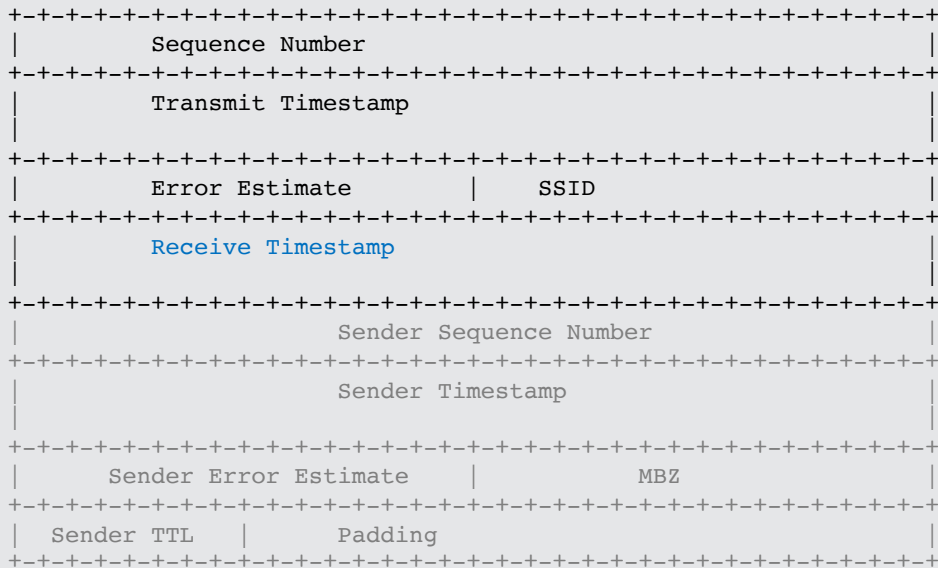 +-+-+-+-+-+-+-+-+-+-+-+-+-+-+-+-+-+-+-+-+-+-+-+-+-+-+-+-+-+-+-+-+
|         Sequence Number                                       |
+-+-+-+-+-+-+-+-+-+-+-+-+-+-+-+-+-+-+-+-+-+-+-+-+-+-+-+-+-+-+-+-+
|         Transmit Timestamp                                    |
|                                                               |
+-+-+-+-+-+-+-+-+-+-+-+-+-+-+-+-+-+-+-+-+-+-+-+-+-+-+-+-+-+-+-+-+
|         Error Estimate        |    SSID                       |
+-+-+-+-+-+-+-+-+-+-+-+-+-+-+-+-+-+-+-+-+-+-+-+-+-+-+-+-+-+-+-+-+
|         Receive Timestamp                                     |
|                                                               |
+-+-+-+-+-+-+-+-+-+-+-+-+-+-+-+-+-+-+-+-+-+-+-+-+-+-+-+-+-+-+-+-+
|                      Sender Sequence Number                   |
+-+-+-+-+-+-+-+-+-+-+-+-+-+-+-+-+-+-+-+-+-+-+-+-+-+-+-+-+-+-+-+-+
|                      Sender Timestamp                         |
|                                                               |
+-+-+-+-+-+-+-+-+-+-+-+-+-+-+-+-+-+-+-+-+-+-+-+-+-+-+-+-+-+-+-+-+
|      Sender Error Estimate    |           MBZ                 |
+-+-+-+-+-+-+-+-+-+-+-+-+-+-+-+-+-+-+-+-+-+-+-+-+-+-+-+-+-+-+-+-+
|  Sender TTL   |      Padding                                  |
+-+-+-+-+-+-+-+-+-+-+-+-+-+-+-+-+-+-+-+-+-+-+-+-+-+-+-+-+-+-+-+-+